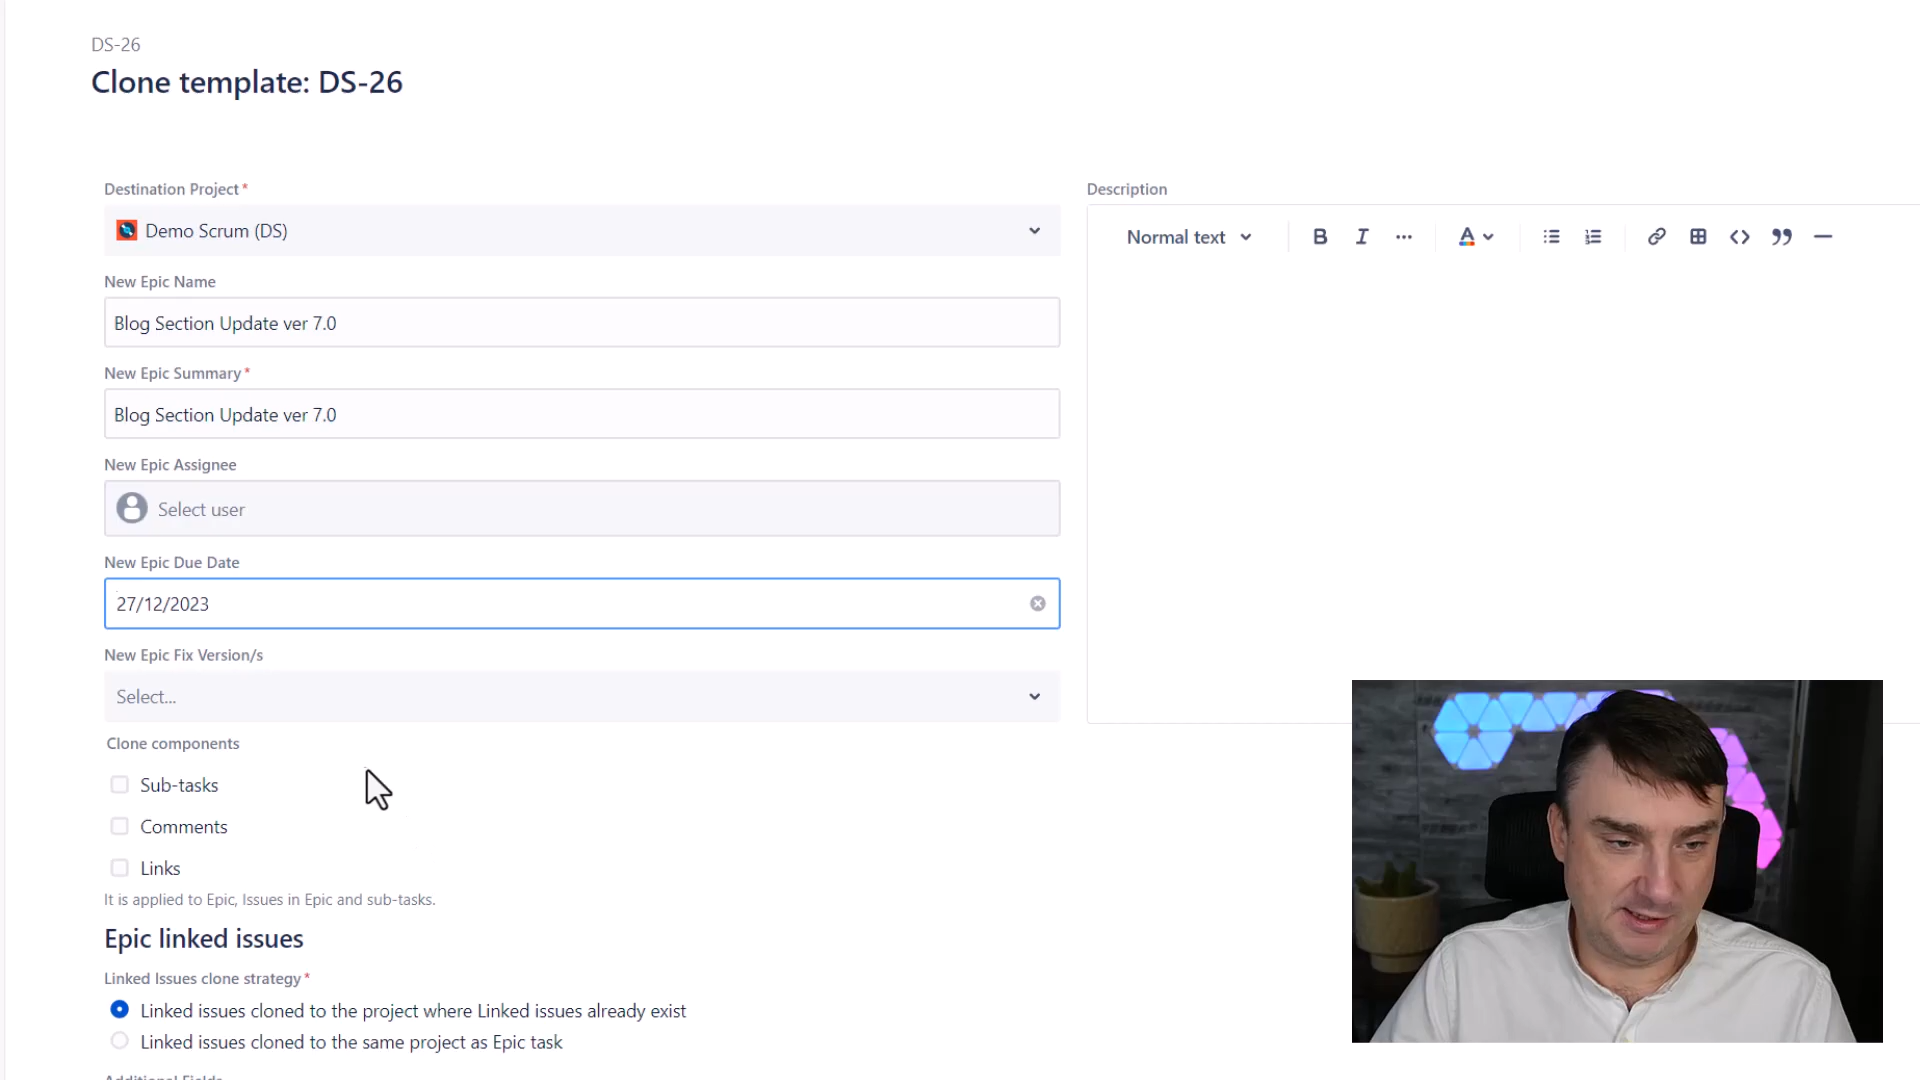 DS-26
Clone template: DS-26
Destination Project*
Demo Scrum (DS)
New Epic Name
Blog Section Update ver 7.0
New Epic Summary*
Blog Section Update ver 7.0
New Epic Assignee
Select user
New Epic Due Date
27/12/2023
New Epic Fix Version/s
Select...
Clone components
Sub-tasks
Comments
Links
It is applied to Epic, Issues in Epic and sub-tasks.
Epic linked issues
Linked Issues clone strategy*
Linked issues cloned to the project where Linked issues already exist
Linked issues cloned to the same project as Epic task
Additional Fields
Description
Normal text